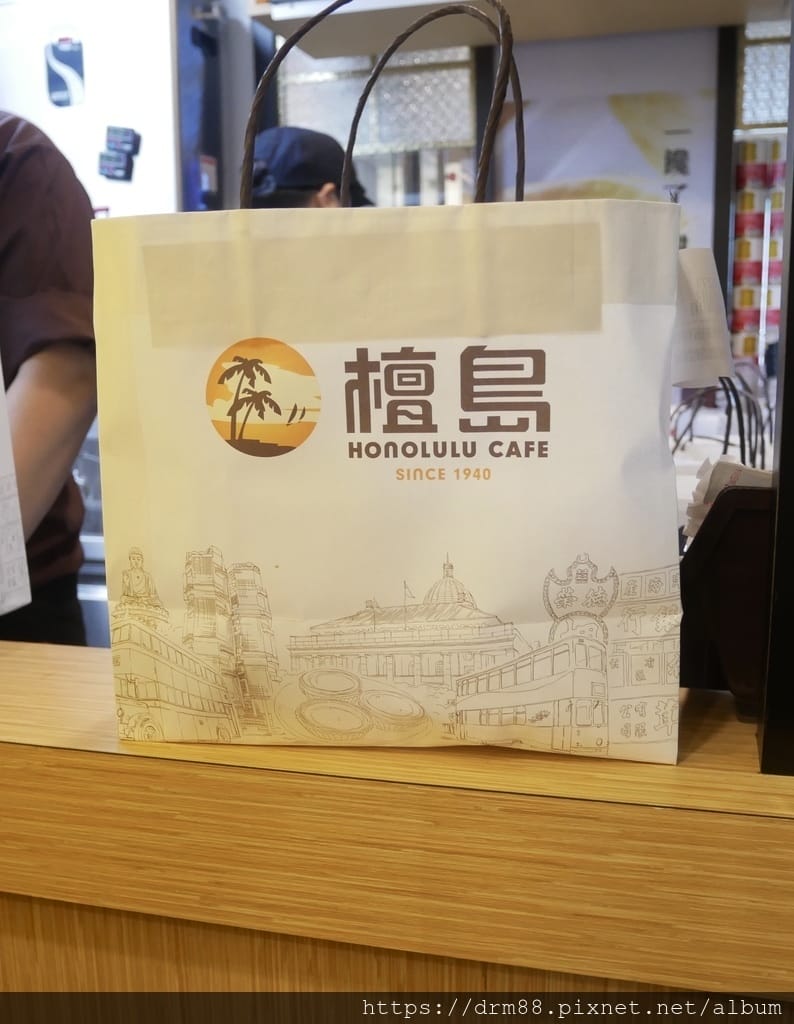 檀島
HONOLULU CAFE
SINCE 1940
https://drm88.pixnet.net/album